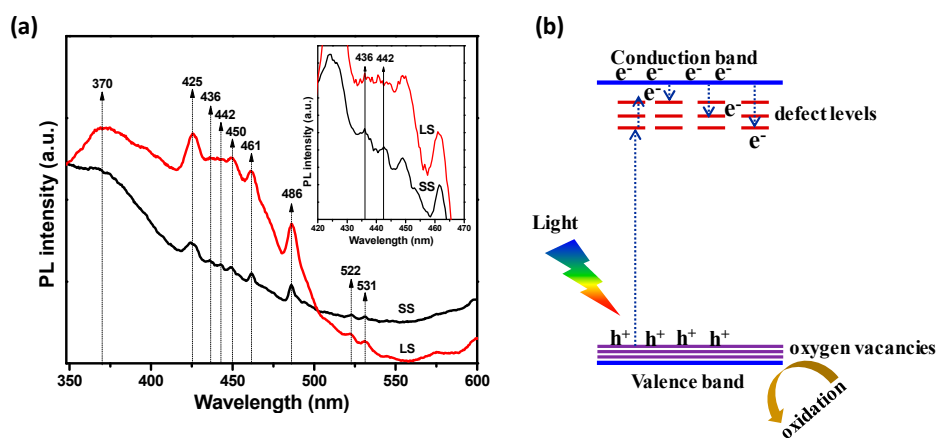 (a)
370
425
436
442
450
461
486
522
531
SS
LS
PL intensity (a.u.)
350
400
450
500
550
600
Wavelength (nm)
436
442
LS
SS
PL intensity (a.u.)
420
430
440
450
460
470
Wavelength (nm)
(b)
Conduction band
e- e- e- e-
e-
e-
defect levels
e-
Light
h+ h+ h+ h+
oxygen vacancies
Valence band
oxidation